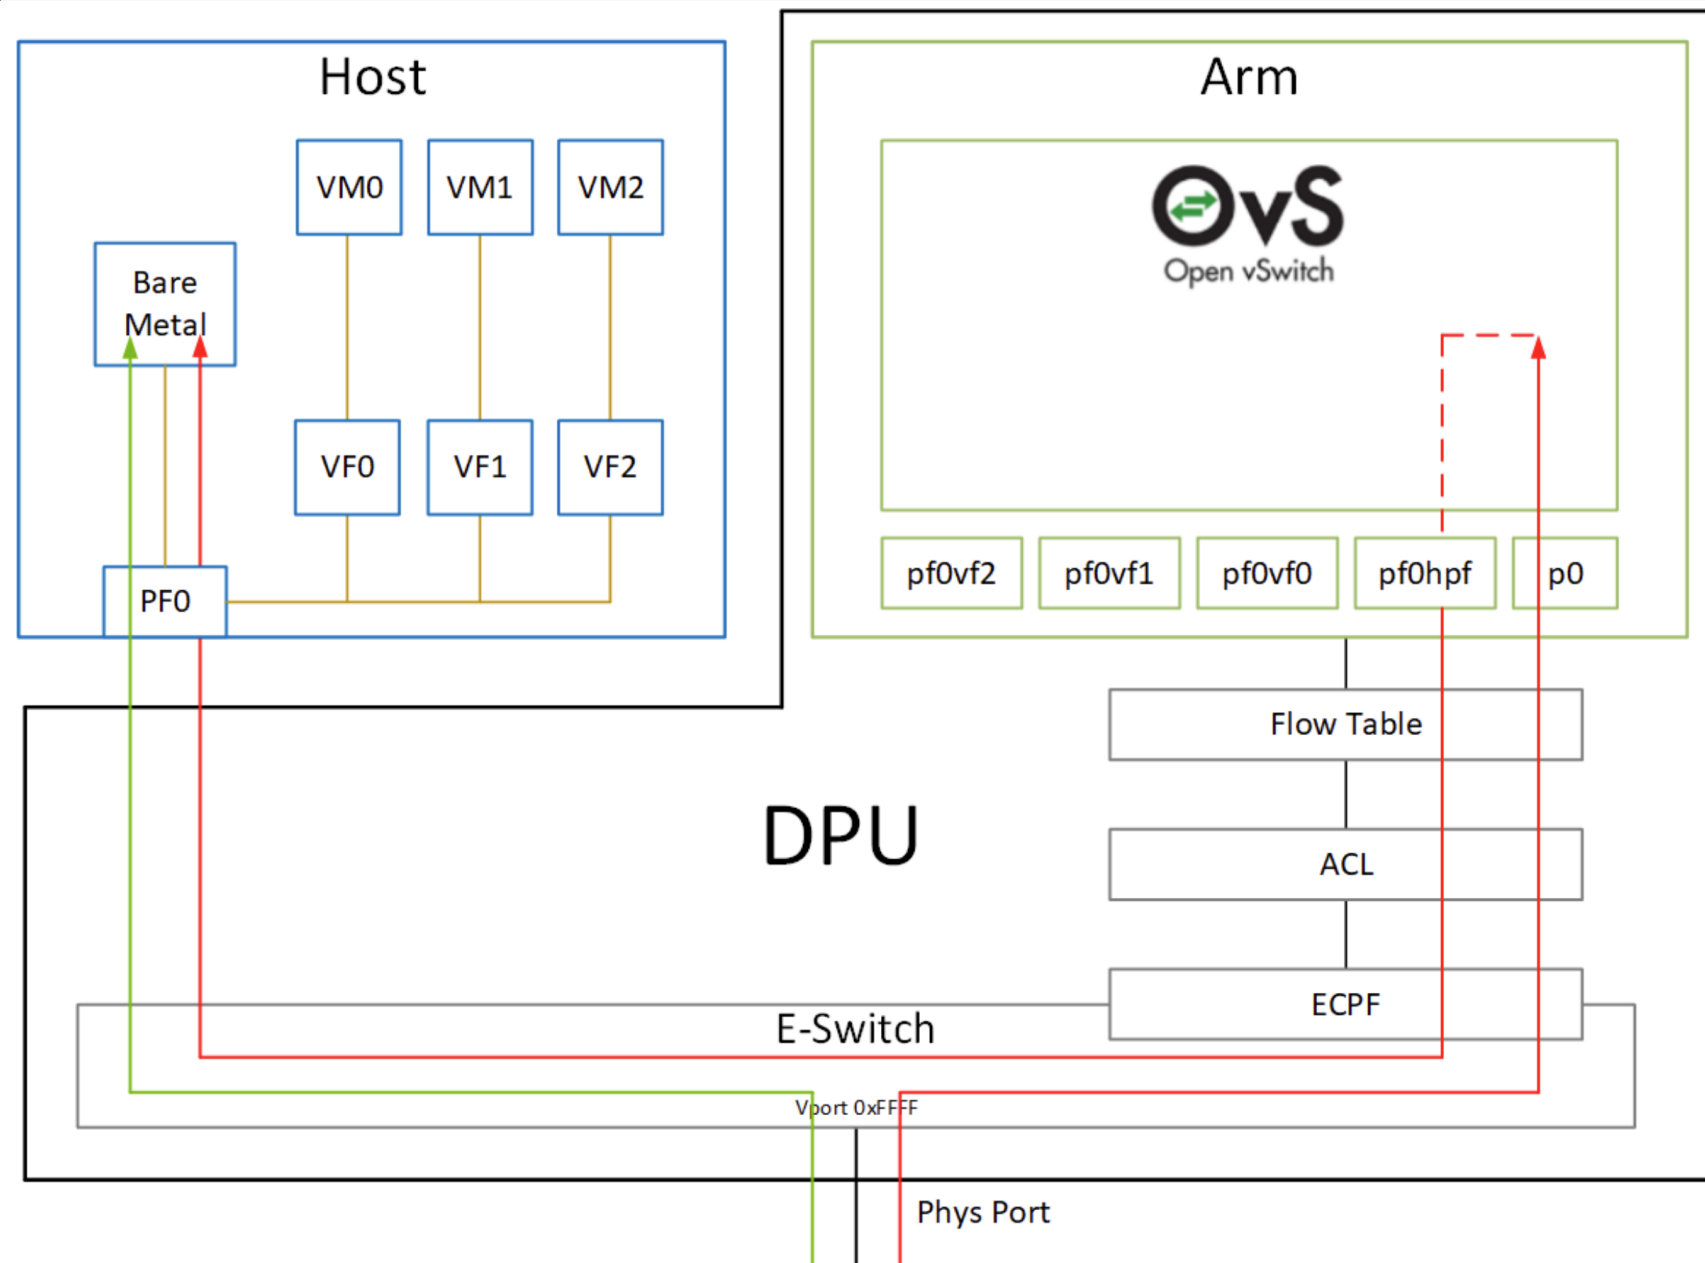 Host
VM0
VM1
VM2
Bare
Metal
VF0
VF1
VF2
PF0
Arm
OvS
Open vSwitch
pf0vf2
pf0vf1
pf0vf0
pf0hpf
p0
Flow Table
DPU
ACL
ECPF
E-Switch
Vport 0xFFFF
Phys Port